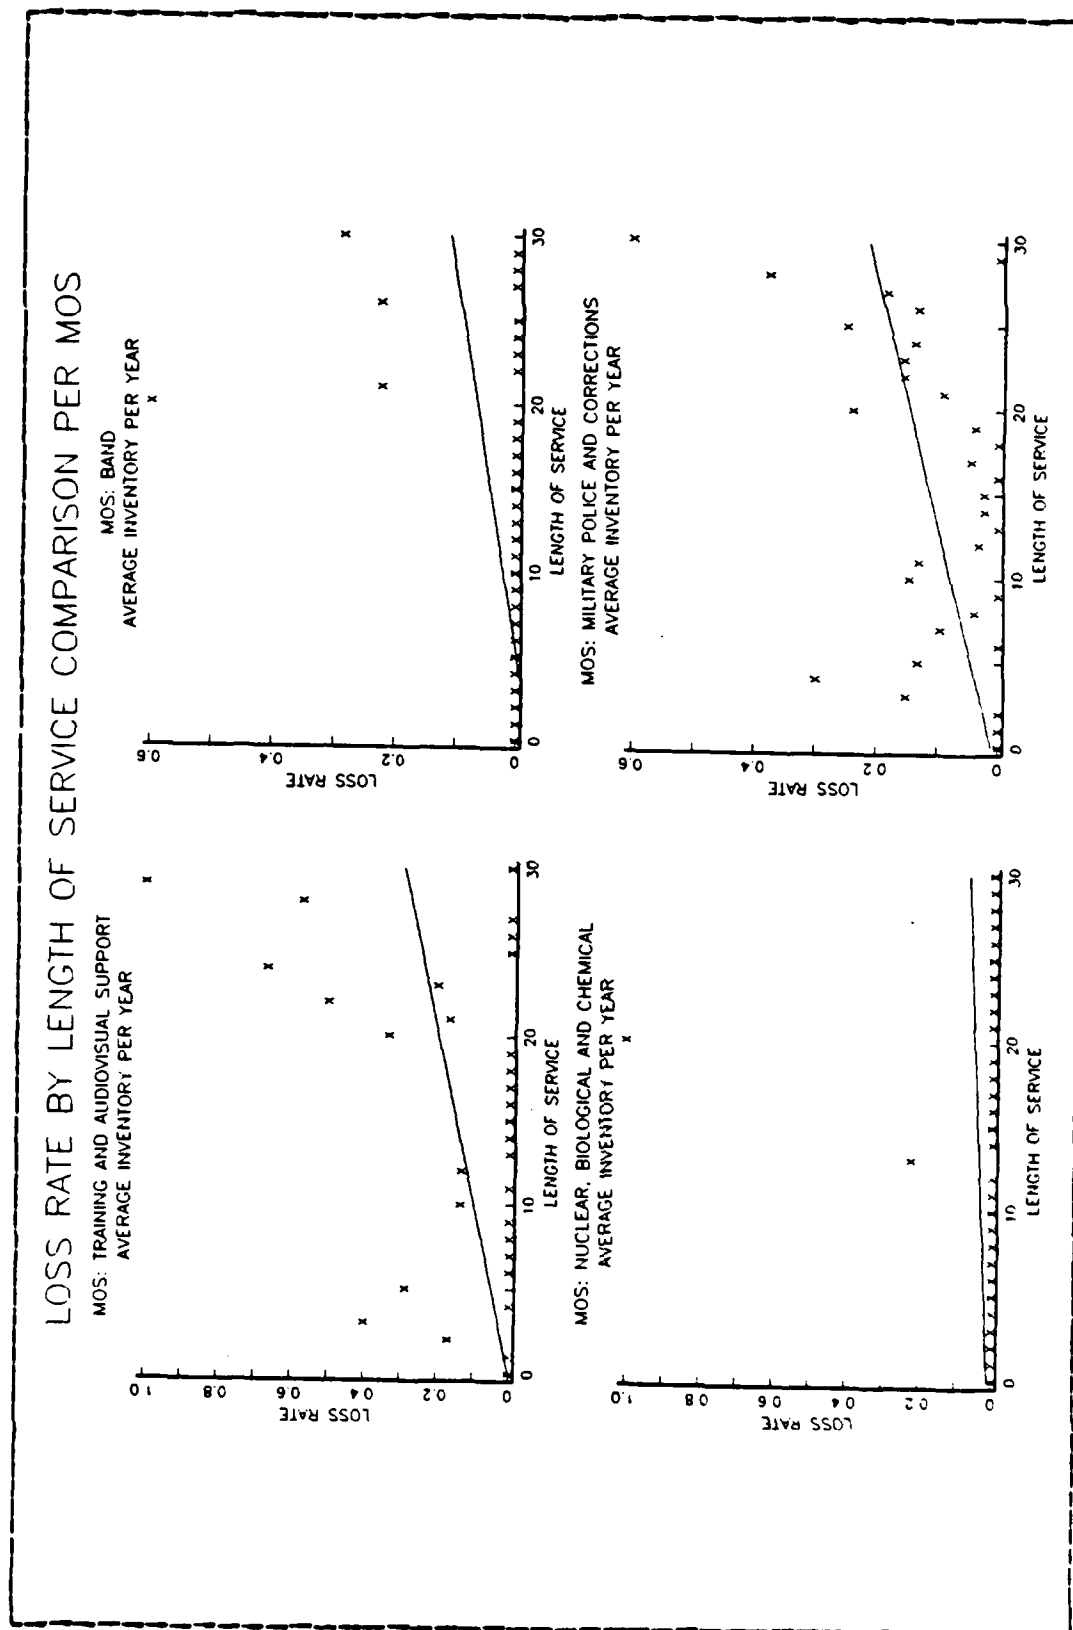 LOSS RATE BY LENGTH OF SERVICE COMPARISON PER MOS
MOS: TRAINING AND AUDIOVISUAL SUPPORT
AVERAGE INVENTORY PER YEAR
1.0
0.8
0.6
0.4
0.2
0
LOSS RATE
0
10
20
30
LENGTH OF SERVICE
MOS: BAND
AVERAGE INVENTORY PER YEAR
0.6
0.4
0.2
0
LOSS RATE
0
10
20
30
LENGTH OF SERVICE
MOS: NUCLEAR, BIOLOGICAL AND CHEMICAL
AVERAGE INVENTORY PER YEAR
1.0
0.8
0.6
0.4
0.2
0
LOSS RATE
0
10
20
30
LENGTH OF SERVICE
MOS: MILITARY POLICE AND CORRECTIONS
AVERAGE INVENTORY PER YEAR
0.6
0.4
0.2
0
LOSS RATE
0
10
20
30
LENGTH OF SERVICE